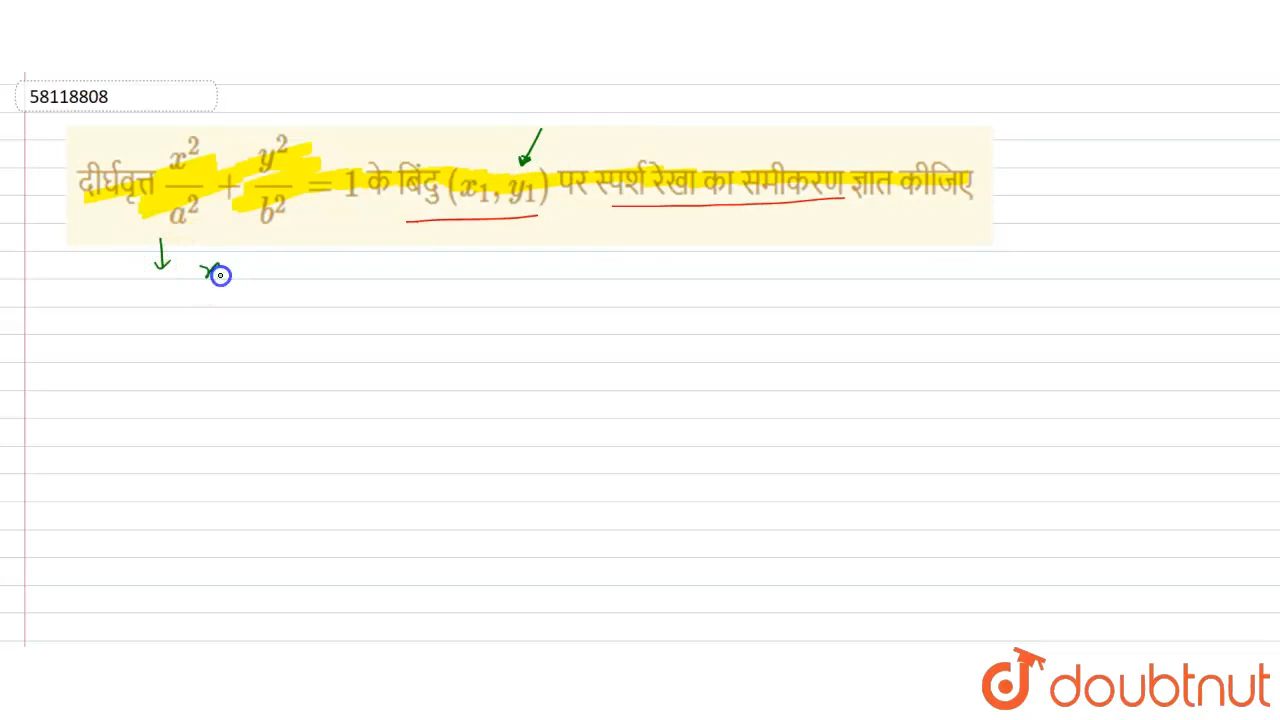 58118808
दीर्घवृत्त x²/a² + y²/b² = 1 के बिंदु (x₁, y₁) पर स्पर्श रेखा का समीकरण ज्ञात कीजिए
x
doubtnut